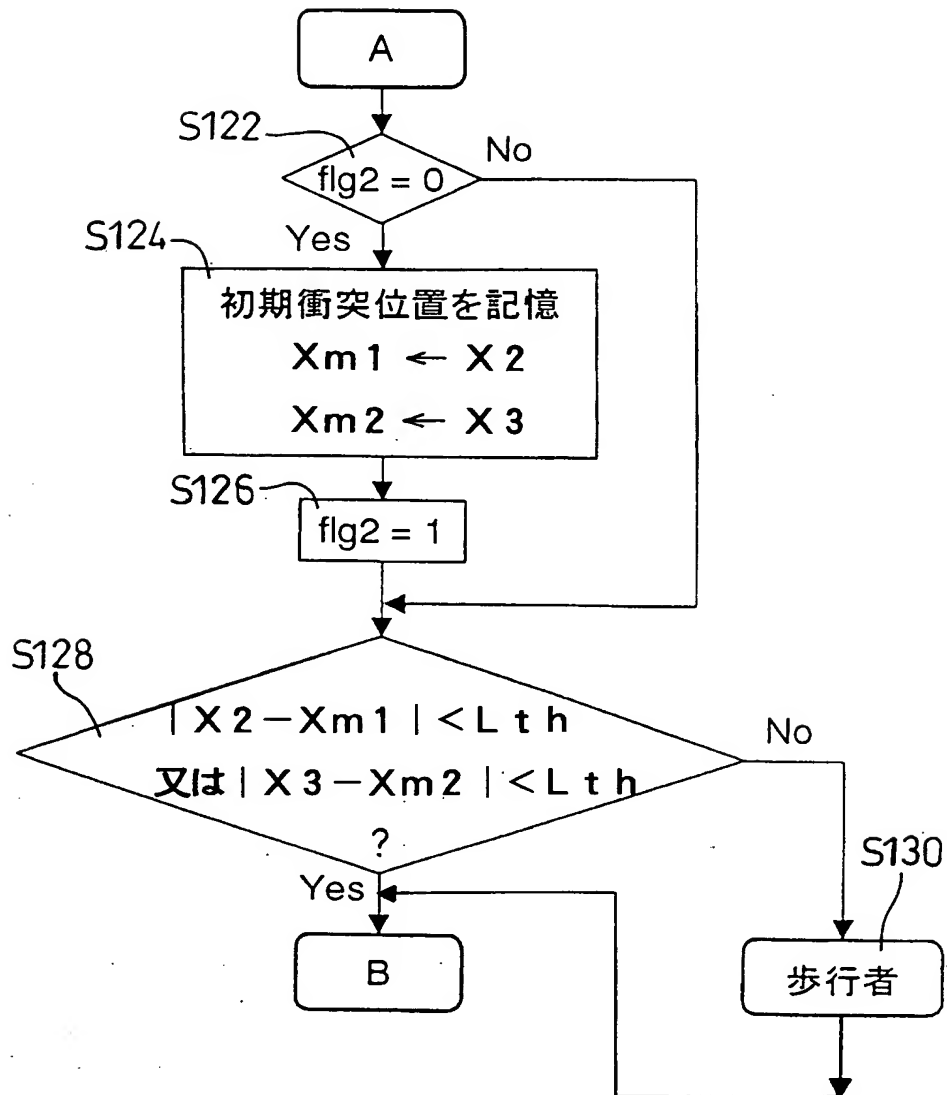 A
S122
flg2 = 0
No
Yes
S124
初期衝突位置を記憶
Xm1 ← X2
Xm2 ← X3
S126
flg2 = 1
S128
| X2－Xm1 | ＜Lth
又は | X3－Xm2 | ＜Lth
?
No
Yes
S130
B
歩行者